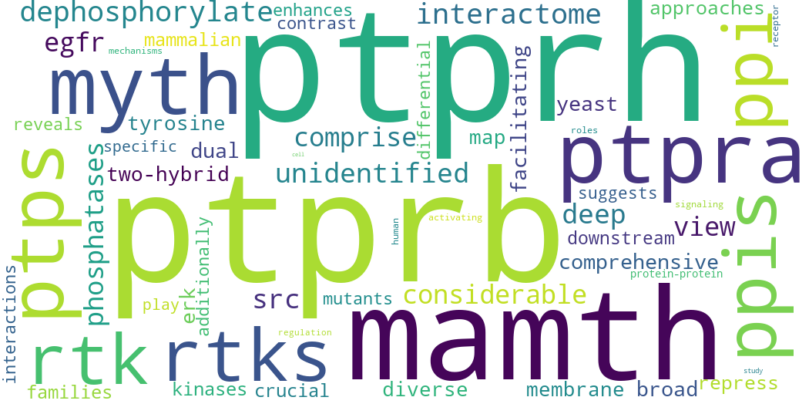 dephosphorylate
enhances
contrast
interactome
approaches
receptor
egfr
mammalian
mechanisms
ptprh
ppi
myth
differential
facilitating
yeast
reveals
tyrosine
comprise
map
ptpra
specific
dual
roles
ptps
phosphatases
two-hybrid
unidentified
suggests
cell
ptprb
ppis
deep
signaling
view
activating
human
downstream
additionally
comprehensive
protein-protein
interactions
erk
play
src
mutants
considerable
mamth
rtk
rtks
regulation
study
families
kinases
crucial
diverse
membrane
broad
repress